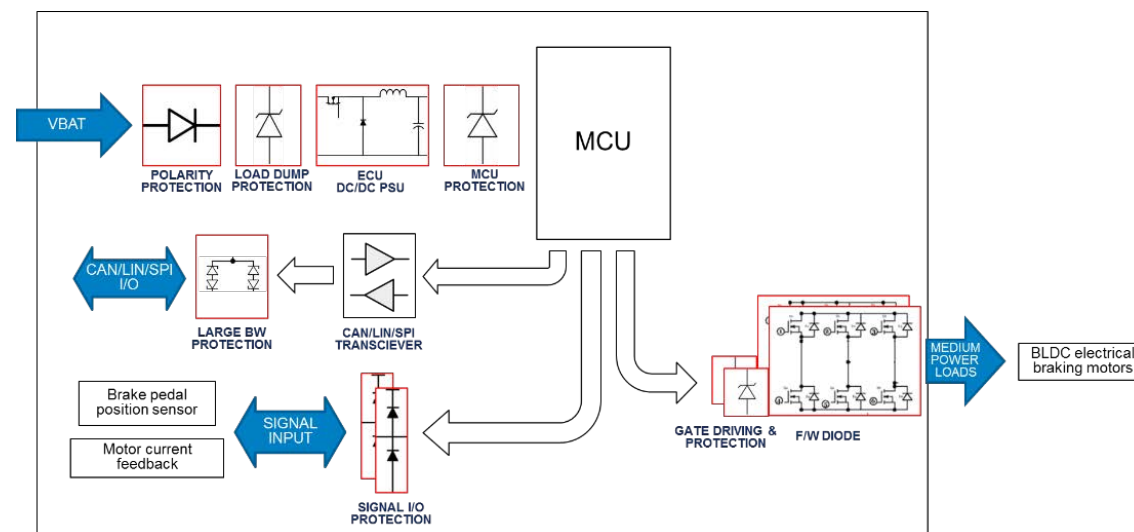 VBAT
POLARITY
PROTECTION
LOAD DUMP
PROTECTION
ECU
DC/DC PSU
MCU
PROTECTION
MCU
CAN/LIN/SPI
I/O
LARGE BW
PROTECTION
CAN/LIN/SPI
TRANSCIEVER
Brake pedal
position sensor
Motor current
feedback
SIGNAL
INPUT
SIGNAL I/O
PROTECTION
GATE DRIVING &
PROTECTION
F/W DIODE
MEDIUM
POWER
LOADS
BLDC electrical
braking motors